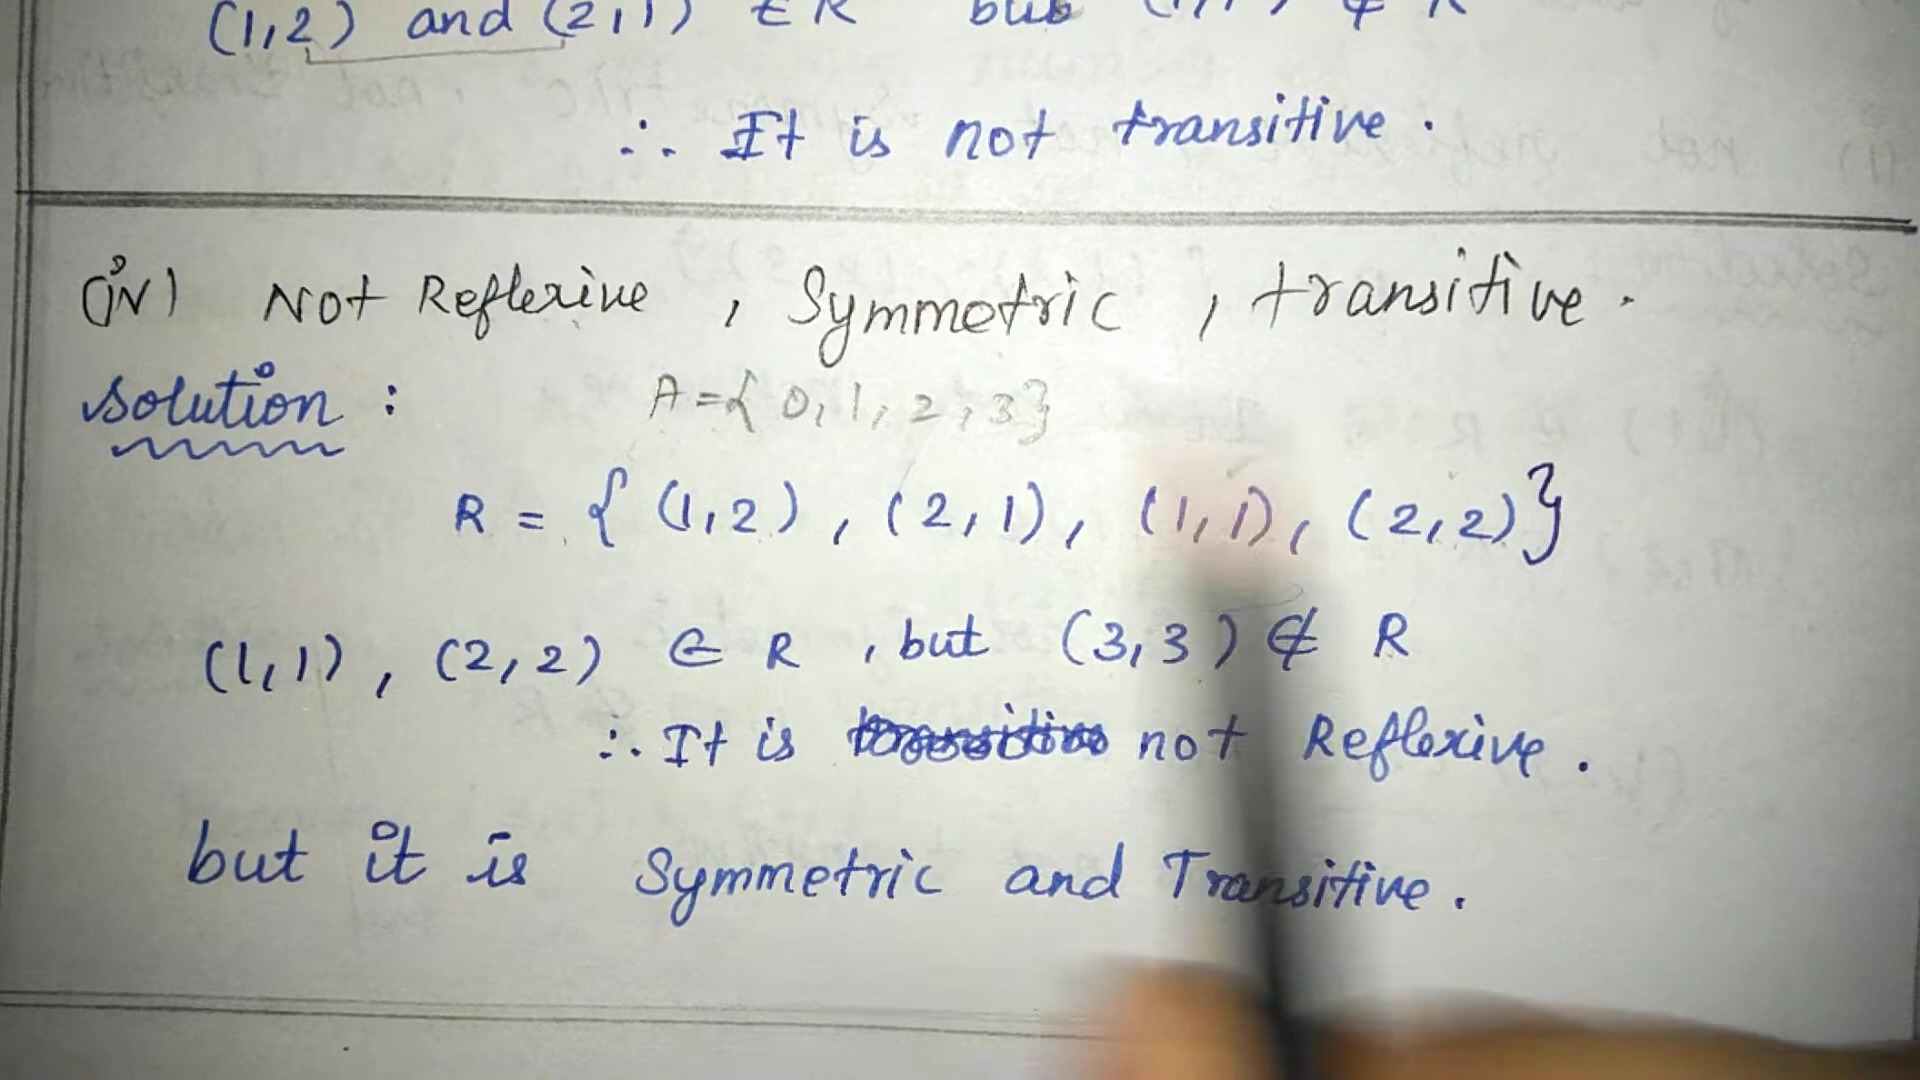 (1,2) and (2,1) ∈ R but
∴ It is not transitive.
(iv) Not Reflexive, Symmetric, transitive.
Solution: A={0,1,2,3}
R = { (1,2), (2,1), (1,1), (2,2)}
(1,1), (2,2) ∈ R, but (3,3) ∉ R
∴ It is not Reflexive.
but it is Symmetric and Transitive.